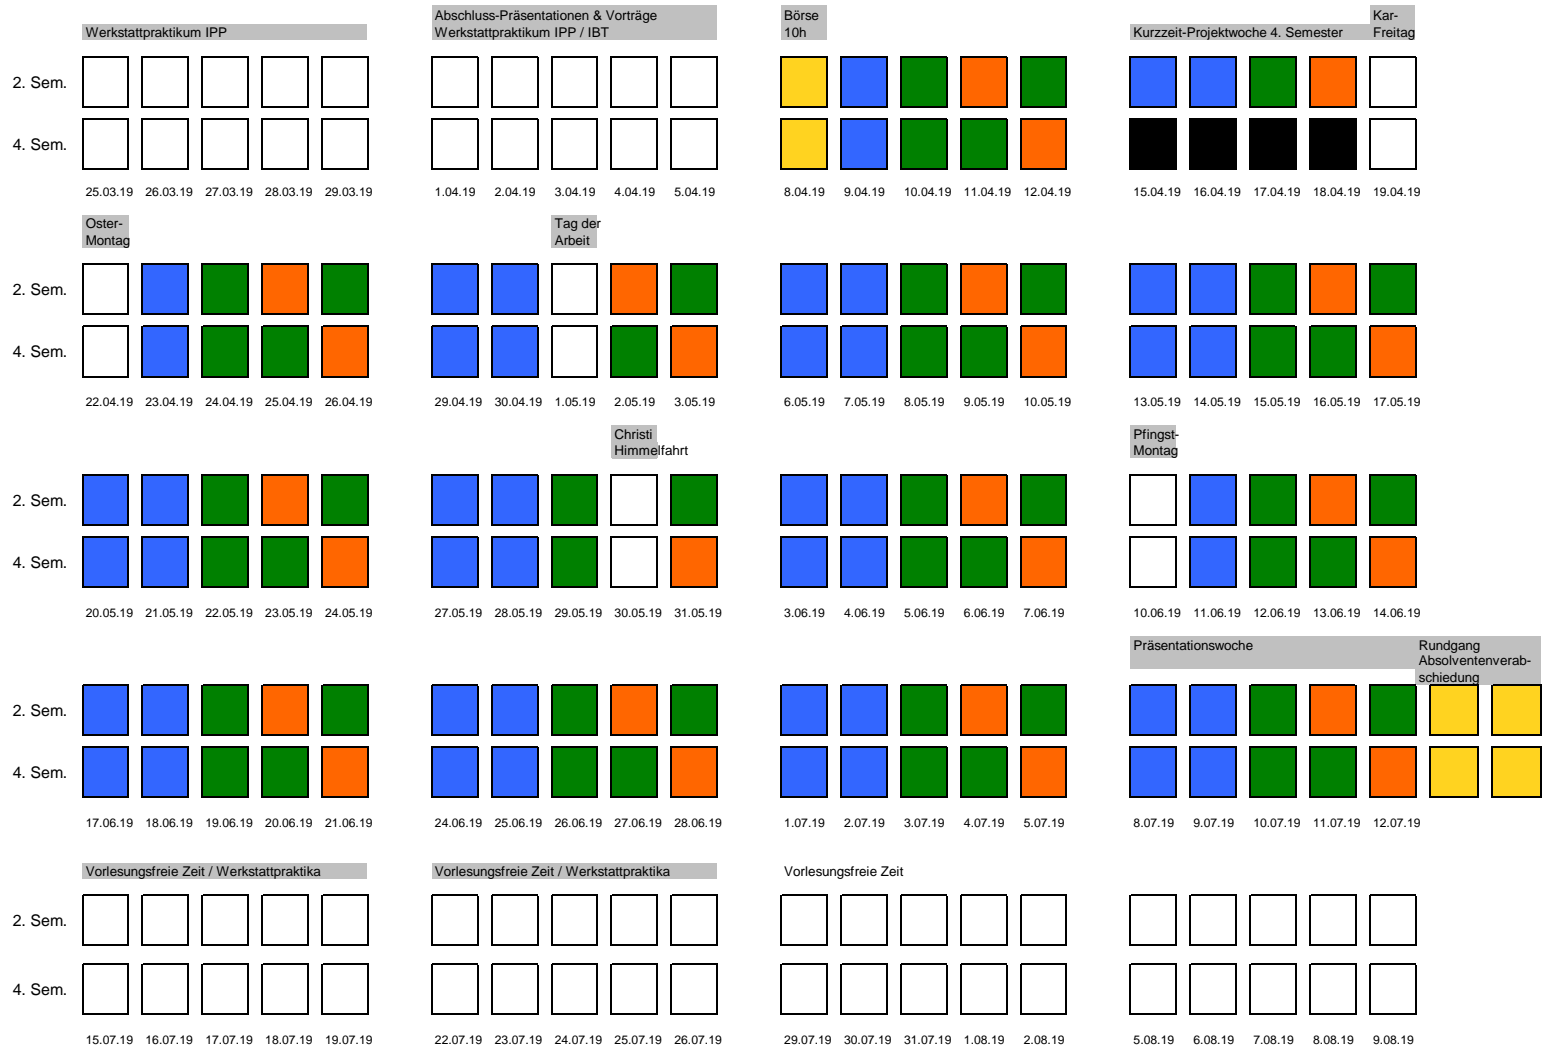 Werkstattpraktikum IPP
Abschluss-Präsentationen & Vorträge
Werkstattpraktikum IPP / IBT
Börse
10h
Kurzzeit-Projektwoche 4. Semester
Kar-
Freitag
2. Sem.
4. Sem.
25.03.19 26.03.19 27.03.19 28.03.19 29.03.19 1.04.19 2.04.19 3.04.19 4.04.19 5.04.19 8.04.19 9.04.19 10.04.19 11.04.19 12.04.19 15.04.19 16.04.19 17.04.19 18.04.19 19.04.19
Oster-
Montag
Tag der
Arbeit
2. Sem.
4. Sem.
22.04.19 23.04.19 24.04.19 25.04.19 26.04.19 29.04.19 30.04.19 1.05.19 2.05.19 3.05.19 6.05.19 7.05.19 8.05.19 9.05.19 10.05.19 13.05.19 14.05.19 15.05.19 16.05.19 17.05.19
Christi
Himmelfahrt
Pfingst-
Montag
2. Sem.
4. Sem.
20.05.19 21.05.19 22.05.19 23.05.19 24.05.19 27.05.19 28.05.19 29.05.19 30.05.19 31.05.19 3.06.19 4.06.19 5.06.19 6.06.19 7.06.19 10.06.19 11.06.19 12.06.19 13.06.19 14.06.19
Präsentationswoche
Rundgang
Absolventenverab-
schiedung
2. Sem.
4. Sem.
17.06.19 18.06.19 19.06.19 20.06.19 21.06.19 24.06.19 25.06.19 26.06.19 27.06.19 28.06.19 1.07.19 2.07.19 3.07.19 4.07.19 5.07.19 8.07.19 9.07.19 10.07.19 11.07.19 12.07.19
Vorlesungsfreie Zeit / Werkstattpraktika
Vorlesungsfreie Zeit / Werkstattpraktika
Vorlesungsfreie Zeit
2. Sem.
4. Sem.
15.07.19 16.07.19 17.07.19 18.07.19 19.07.19 22.07.19 23.07.19 24.07.19 25.07.19 26.07.19 29.07.19 30.07.19 31.07.19 1.08.19 2.08.19 5.08.19 6.08.19 7.08.19 8.08.19 9.08.19